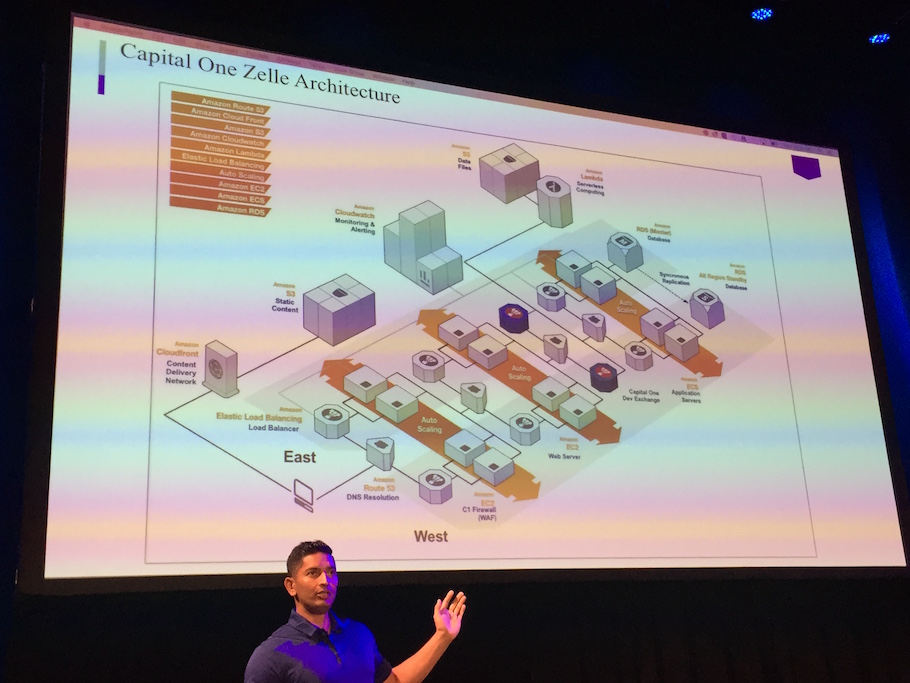 Capital One Zelle Architecture
Amazon Route 53
Amazon Cloud Front
Amazon S3
Amazon Cloudwatch
Amazon Lambda
Elastic Load Balancing
Auto Scaling
Amazon EC2
Amazon ECS
Amazon RDS
Amazon
S3
Data
Files
Amazon
Lambda
Serverless
Computing
Amazon
Cloudwatch
Monitoring &
Alerting
Amazon
RDS (Master)
Database
Amazon
RDS
Alt Region Standby
Database
Syncronous
Replication
Amazon
S3
Static
Content
Auto
Scaling
Amazon
Cloudfront
Content
Delivery
Network
Auto
Scaling
Capital One
Dev Exchange
Amazon
ECS
Application
Servers
Amazon
Elastic Load Balancing
Load Balancer
Auto
Scaling
Amazon
EC2
Web Server
East
Amazon
Route 53
DNS Resolution
Amazon
EC2
C1 Firewall
(WAF)
West